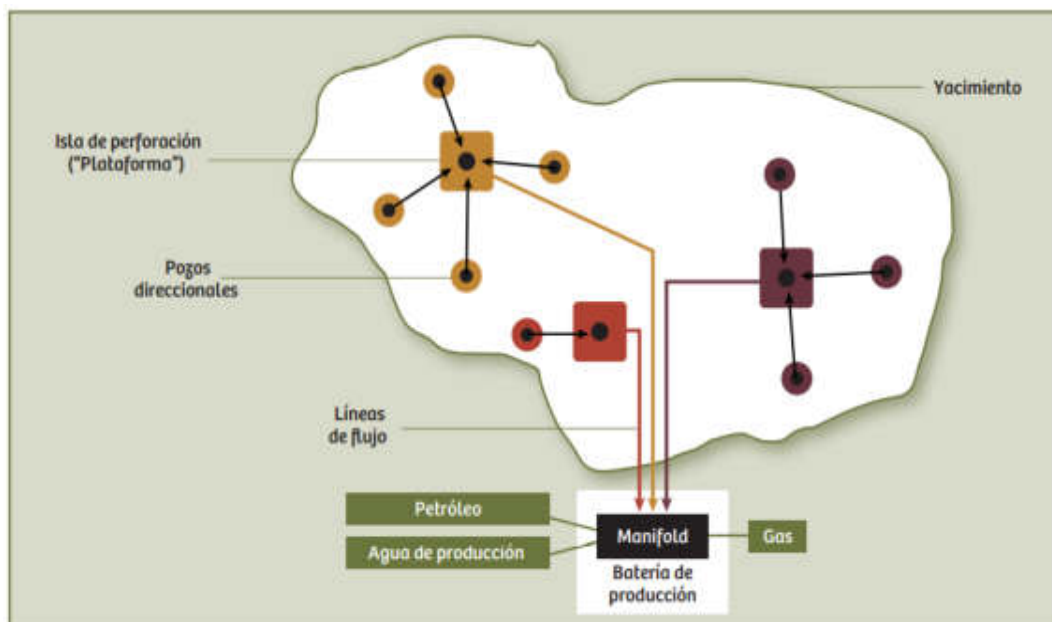 Yacimiento
Isla de perforación
("Plataforma")
Pozos
direccionales
Líneas
de flujo
Petróleo
Agua de producción
Manifold
Gas
Batería de
producción